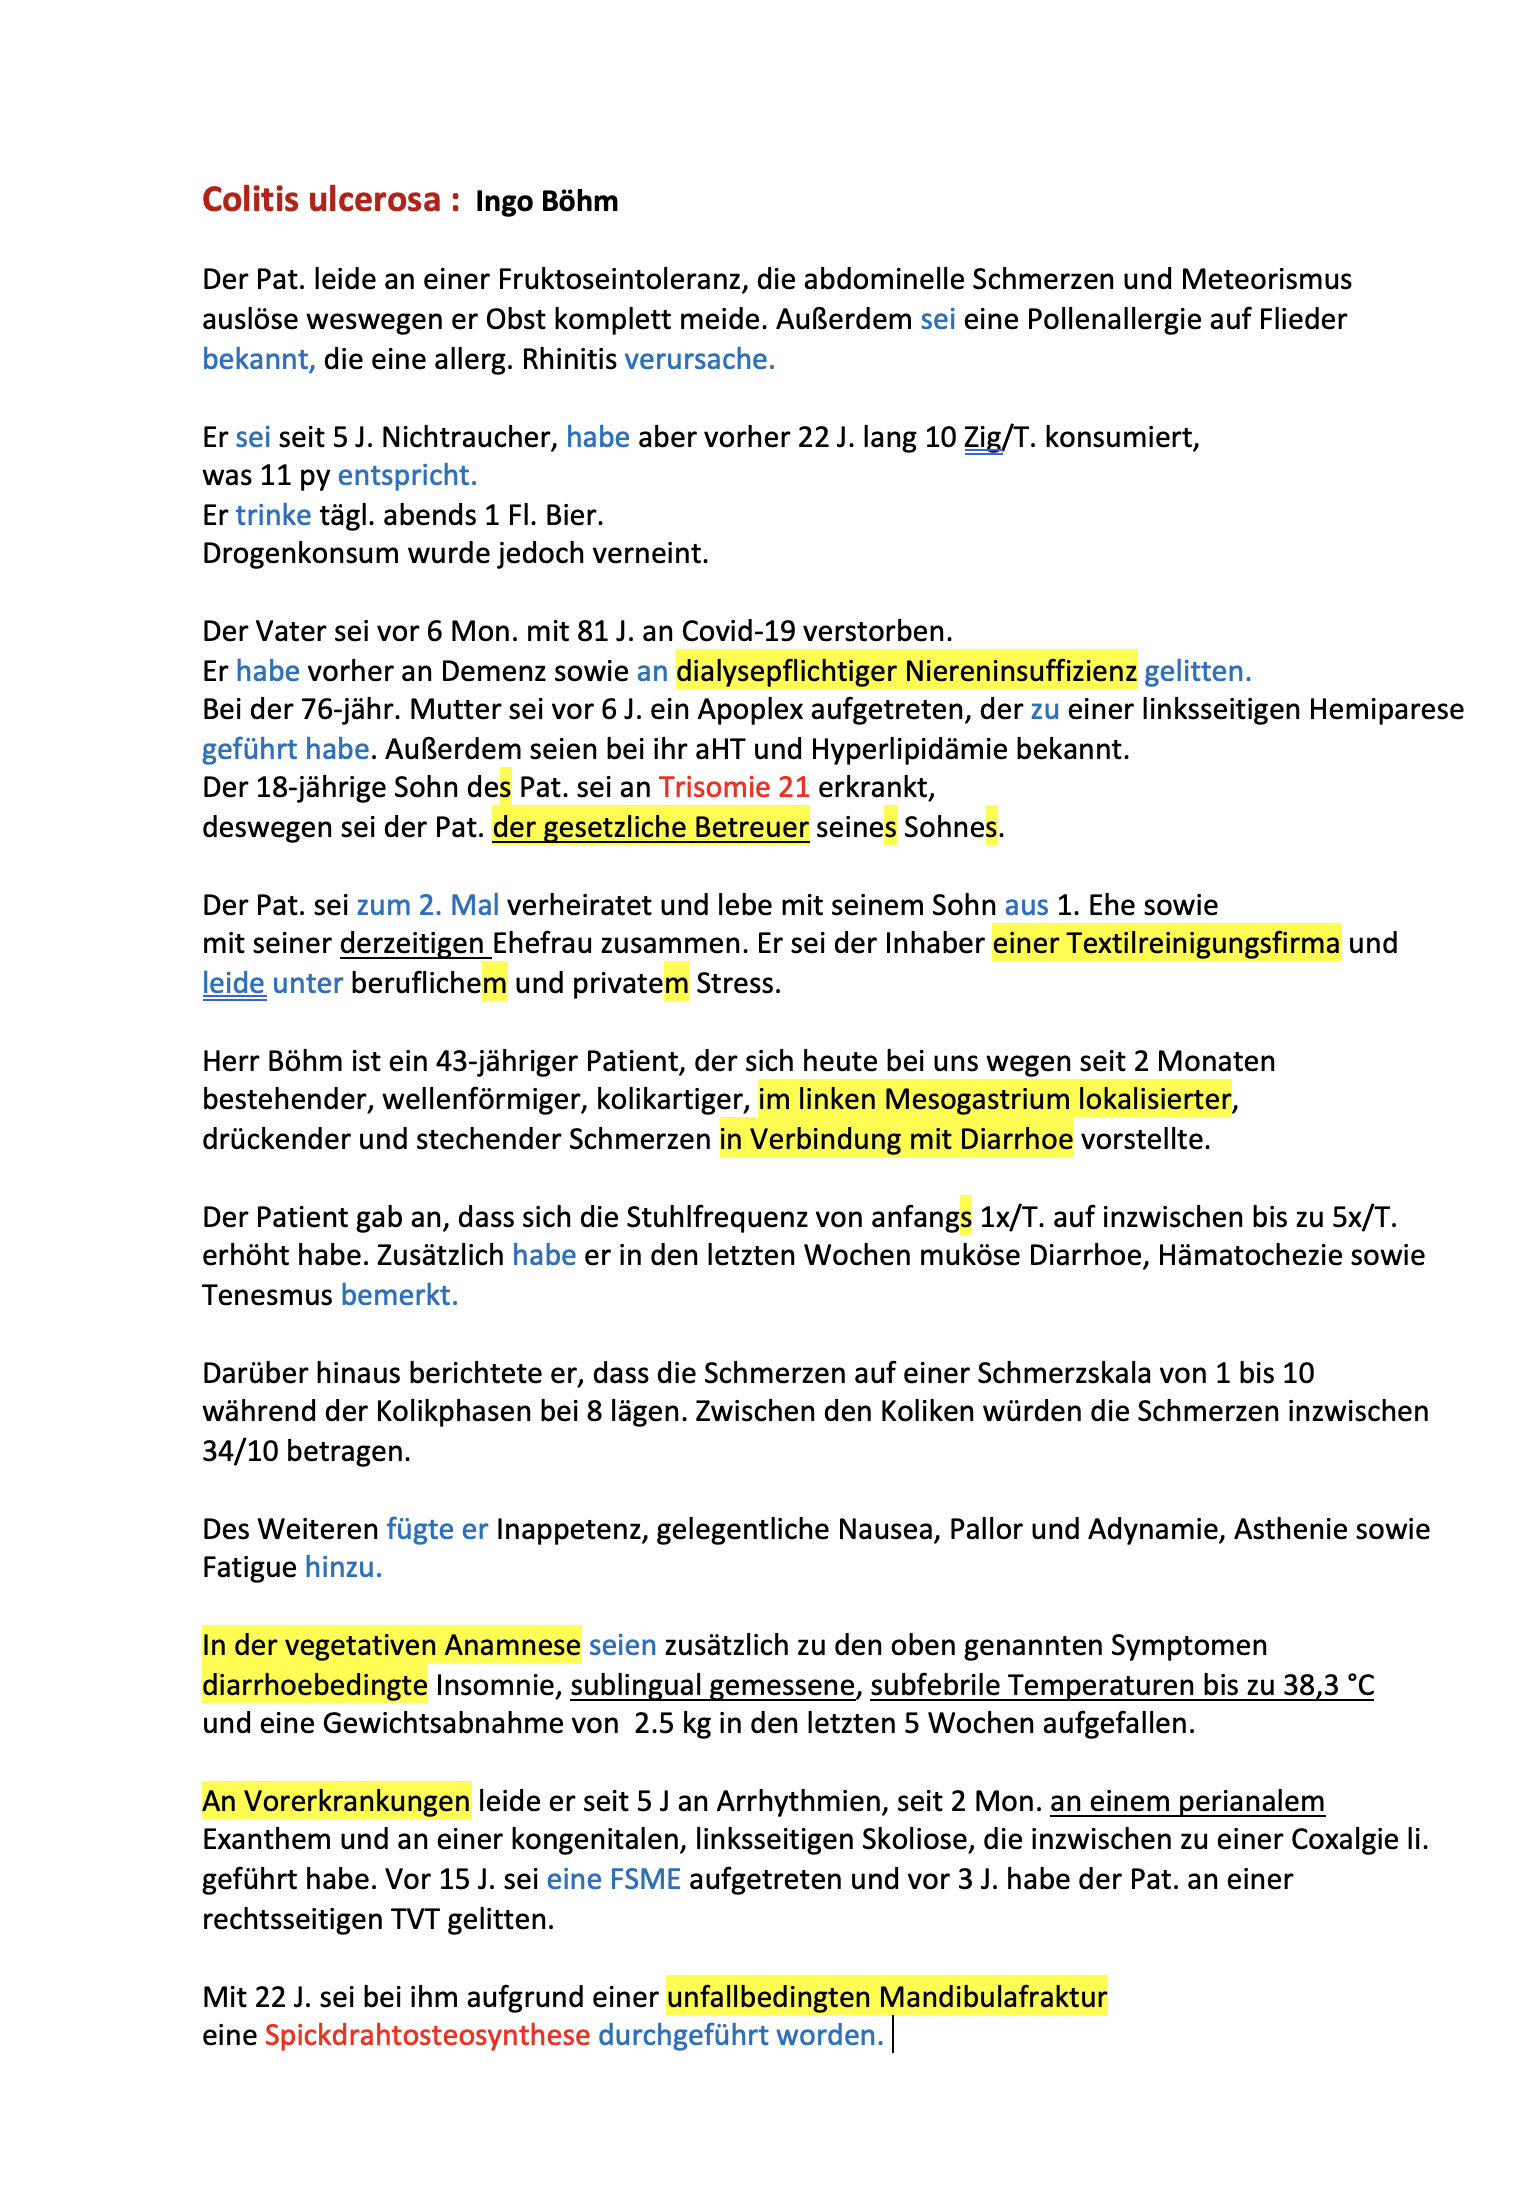 Colitis ulcerosa : Ingo Böhm
Der Pat. leide an einer Fruktoseintoleranz, die abdominelle Schmerzen und Meteorismus
auslöse weswegen er Obst komplett meide. Außerdem sei eine Pollenallergie auf Flieder
bekannt, die eine allerg. Rhinitis verursache.
Er sei seit 5 J. Nichtraucher, habe aber vorher 22 J. lang 10 Zig/T. konsumiert,
was 11 py entspricht.
Er trinke tägl. abends 1 Fl. Bier.
Drogenkonsum wurde jedoch verneint.
Der Vater sei vor 6 Mon. mit 81 J. an Covid-19 verstorben.
Er habe vorher an Demenz sowie an dialysepflichtiger Niereninsuffizienz gelitten.
Bei der 76-jähr. Mutter sei vor 6 J. ein Apoplex aufgetreten, der zu einer linksseitigen Hemiparese
geführt habe. Außerdem seien bei ihr aHT und Hyperlipidämie bekannt.
Der 18-jährige Sohn des Pat. sei an Trisomie 21 erkrankt,
deswegen sei der Pat. der gesetzliche Betreuer seines Sohnes.
Der Pat. sei zum 2. Mal verheiratet und lebe mit seinem Sohn aus 1. Ehe sowie
mit seiner derzeitigen Ehefrau zusammen. Er sei der Inhaber einer Textilreinigungsfirma und
leide unter beruflichem und privatem Stress.
Herr Böhm ist ein 43-jähriger Patient, der sich heute bei uns wegen seit 2 Monaten
bestehender, wellenförmiger, kolikartiger, im linken Mesogastrium lokalisierter,
drückender und stechender Schmerzen in Verbindung mit Diarrhoe vorstellte.
Der Patient gab an, dass sich die Stuhlfrequenz von anfangs 1x/T. auf inzwischen bis zu 5x/T.
erhöht habe. Zusätzlich habe er in den letzten Wochen muköse Diarrhoe, Hämatochezie sowie
Tenesmus bemerkt.
Darüber hinaus berichtete er, dass die Schmerzen auf einer Schmerzskala von 1 bis 10
während der Kolikphasen bei 8 lägen. Zwischen den Koliken würden die Schmerzen inzwischen
34/10 betragen.
Des Weiteren fügte er Inappetenz, gelegentliche Nausea, Pallor und Adynamie, Asthenie sowie
Fatigue hinzu.
In der vegetativen Anamnese seien zusätzlich zu den oben genannten Symptomen
diarrhoebedingte Insomnie, sublingual gemessene, subfebrile Temperaturen bis zu 38,3 °C
und eine Gewichtsabnahme von 2.5 kg in den letzten 5 Wochen aufgefallen.
An Vorerkrankungen leide er seit 5 J an Arrhythmien, seit 2 Mon. an einem perianalem
Exanthem und an einer kongenitalen, linksseitigen Skoliose, die inzwischen zu einer Coxalgie li.
geführt habe. Vor 15 J. sei eine FSME aufgetreten und vor 3 J. habe der Pat. an einer
rechtsseitigen TVT gelitten.
Mit 22 J. sei bei ihm aufgrund einer unfallbedingten Mandibulafraktur
eine Spickdrahtosteosynthese durchgeführt worden.